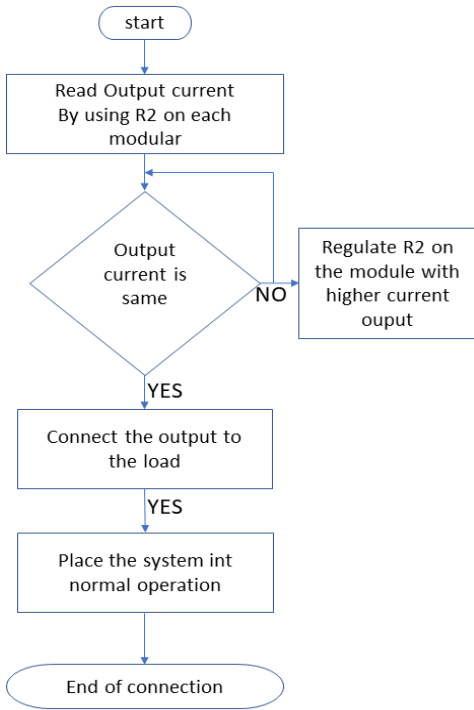 start
Read Output current
By using R2 on each
modular
Output
current is
same
NO
Regulate R2 on
the module with
higher current
ouput
YES
Connect the output to
the load
YES
Place the system int
normal operation
End of connection